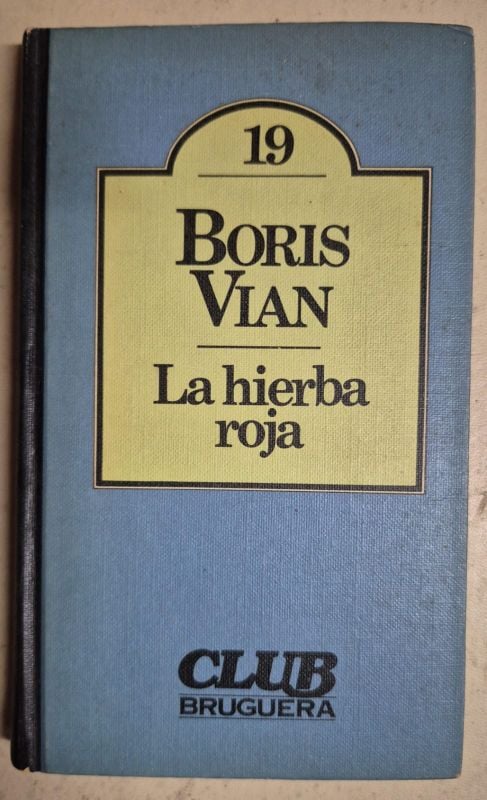 19
BORIS
VIAN
La hierba
roja
CLUB
BRUGUERA